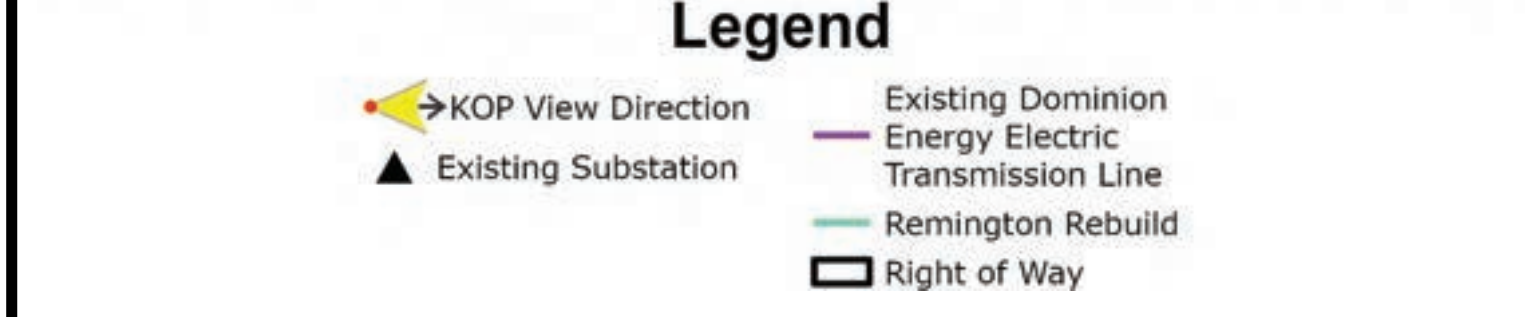 Legend
KOP View Direction
Existing Substation
Existing Dominion
Energy Electric
Transmission Line
Remington Rebuild
Right of Way